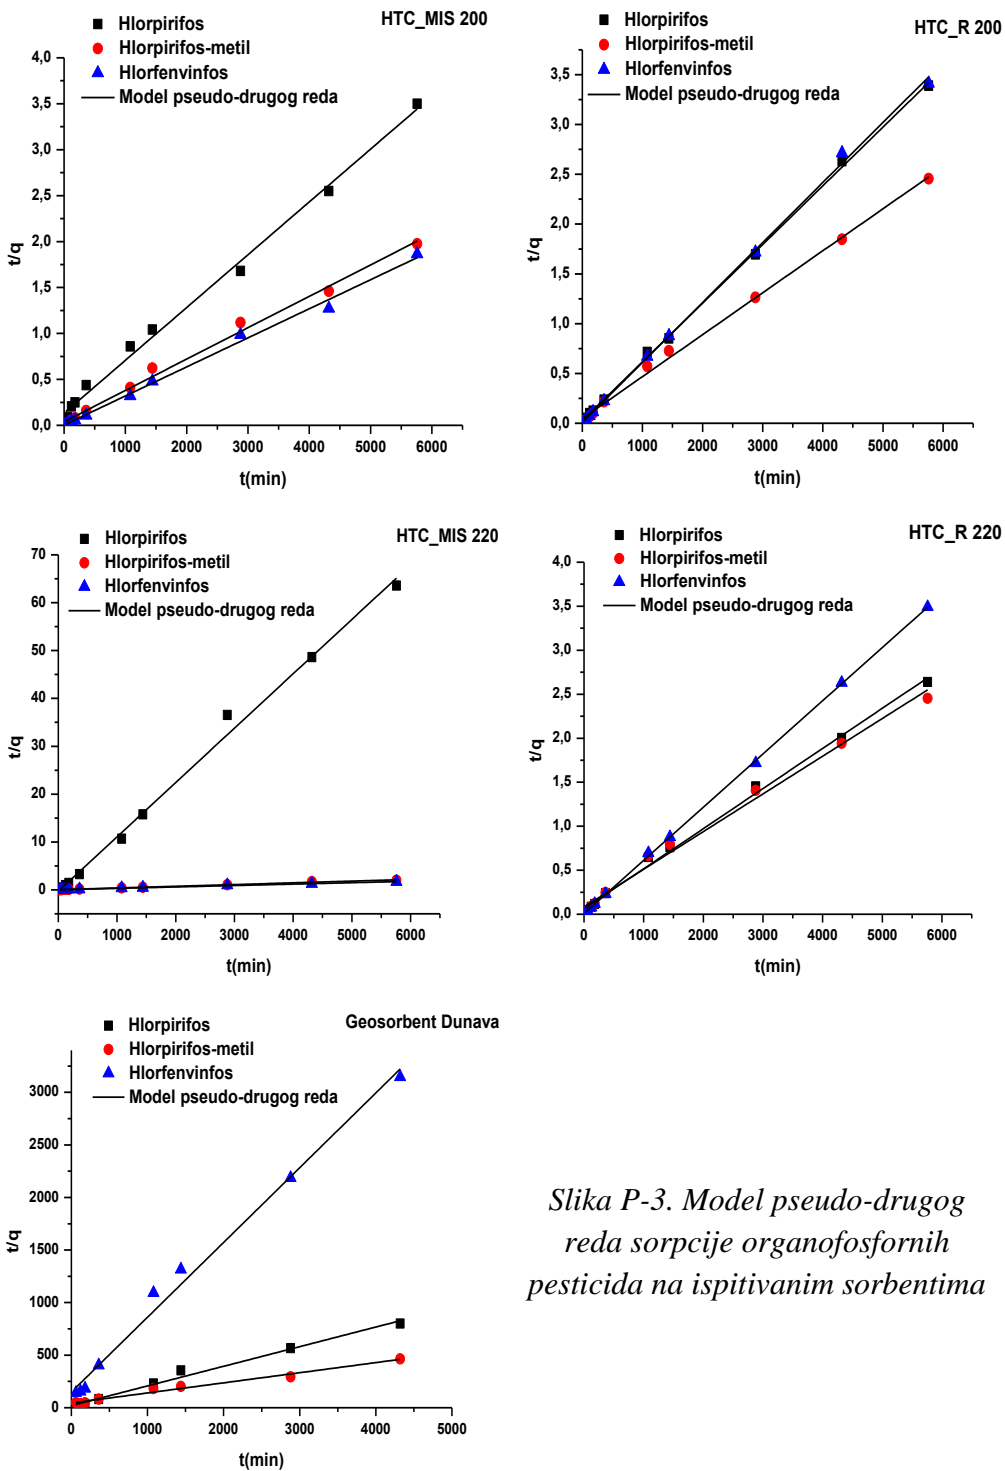 HTC_MIS 200
Hlorpirifos
Hlorpirifos-metil
Hlorfenvinfos
Model pseudo-drugog reda
4,0
3,5
3,0
2,5
2,0
1,5
1,0
0,5
0,0
t/q
0 1000 2000 3000 4000 5000 6000
t(min)
HTC_R 200
Hlorpirifos
Hlorpirifos-metil
Hlorfenvinfos
Model pseudo-drugog reda
3,5
3,0
2,5
2,0
1,5
1,0
0,5
0,0
t/q
0 1000 2000 3000 4000 5000 6000
t(min)
HTC_MIS 220
Hlorpirifos
Hlorpirifos-metil
Hlorfenvinfos
Model pseudo-drugog reda
70
60
50
40
30
20
10
0
t/q
0 1000 2000 3000 4000 5000 6000
t(min)
HTC_R 220
Hlorpirifos
Hlorpirifos-metil
Hlorfenvinfos
Model pseudo-drugog reda
4,0
3,5
3,0
2,5
2,0
1,5
1,0
0,5
0,0
t/q
0 1000 2000 3000 4000 5000 6000
t(min)
Geosorbent Dunava
Hlorpirifos
Hlorpirifos-metil
Hlorfenvinfos
Model pseudo-drugog reda
3000
2500
2000
1500
1000
500
0
t/q
0 1000 2000 3000 4000 5000
t(min)
Slika P-3. Model pseudo-drugog
reda sorpcije organofosfornih
pesticida na ispitivanim sorbentima